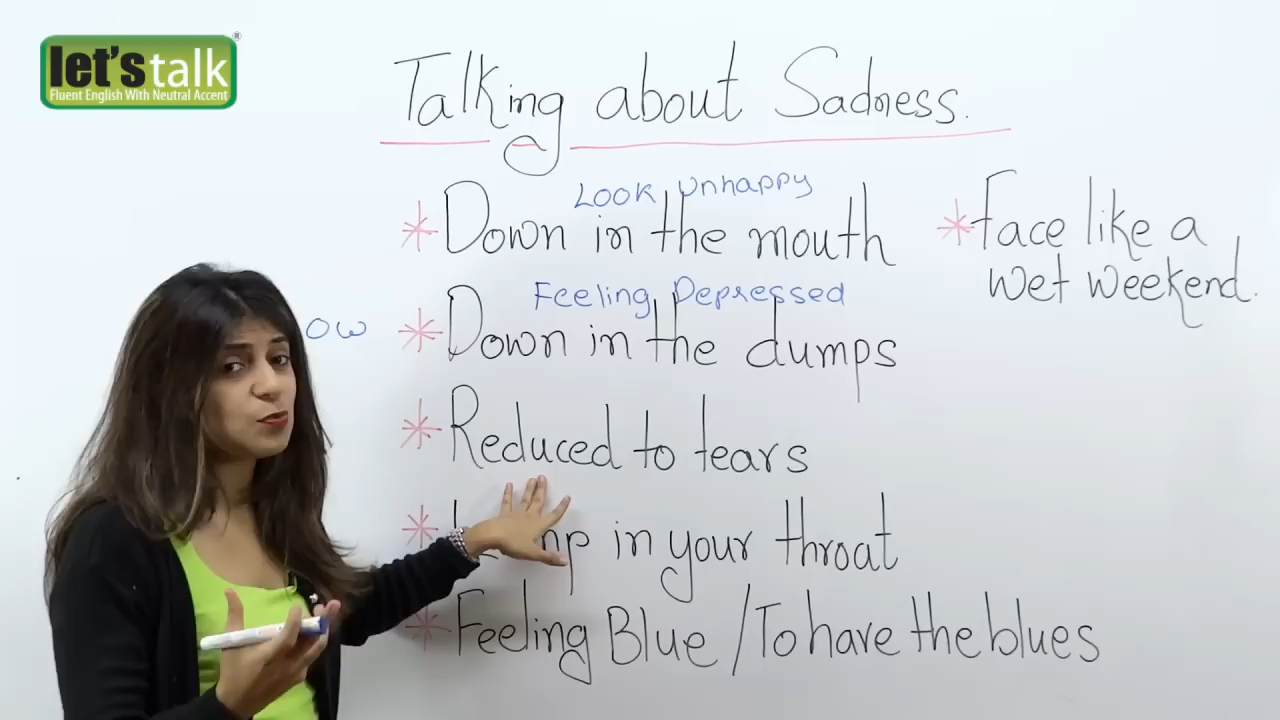 let's talk®
Fluent English With Neutral Accent
Talking about Sadness.
Look unhappy
* Down in the mouth
Feeling Depressed
* Down in the dumps
* Reduced to tears
* in your throat
* Feeling Blue / To have the blues
* Face like a
wet weekend.